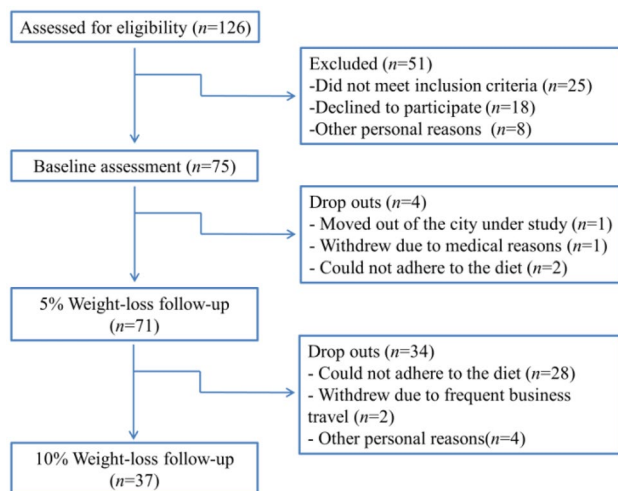 Assessed for eligibility (n=126)
Excluded (n=51)
-Did not meet inclusion criteria (n=25)
-Declined to participate (n=18)
-Other personal reasons (n=8)
Baseline assessment (n=75)
Drop outs (n=4)
- Moved out of the city under study (n=1)
- Withdrew due to medical reasons (n=1)
- Could not adhere to the diet (n=2)
5% Weight-loss follow-up
(n=71)
Drop outs (n=34)
- Could not adhere to the diet (n=28)
- Withdrew due to frequent business
travel (n=2)
- Other personal reasons(n=4)
10% Weight-loss follow-up
(n=37)